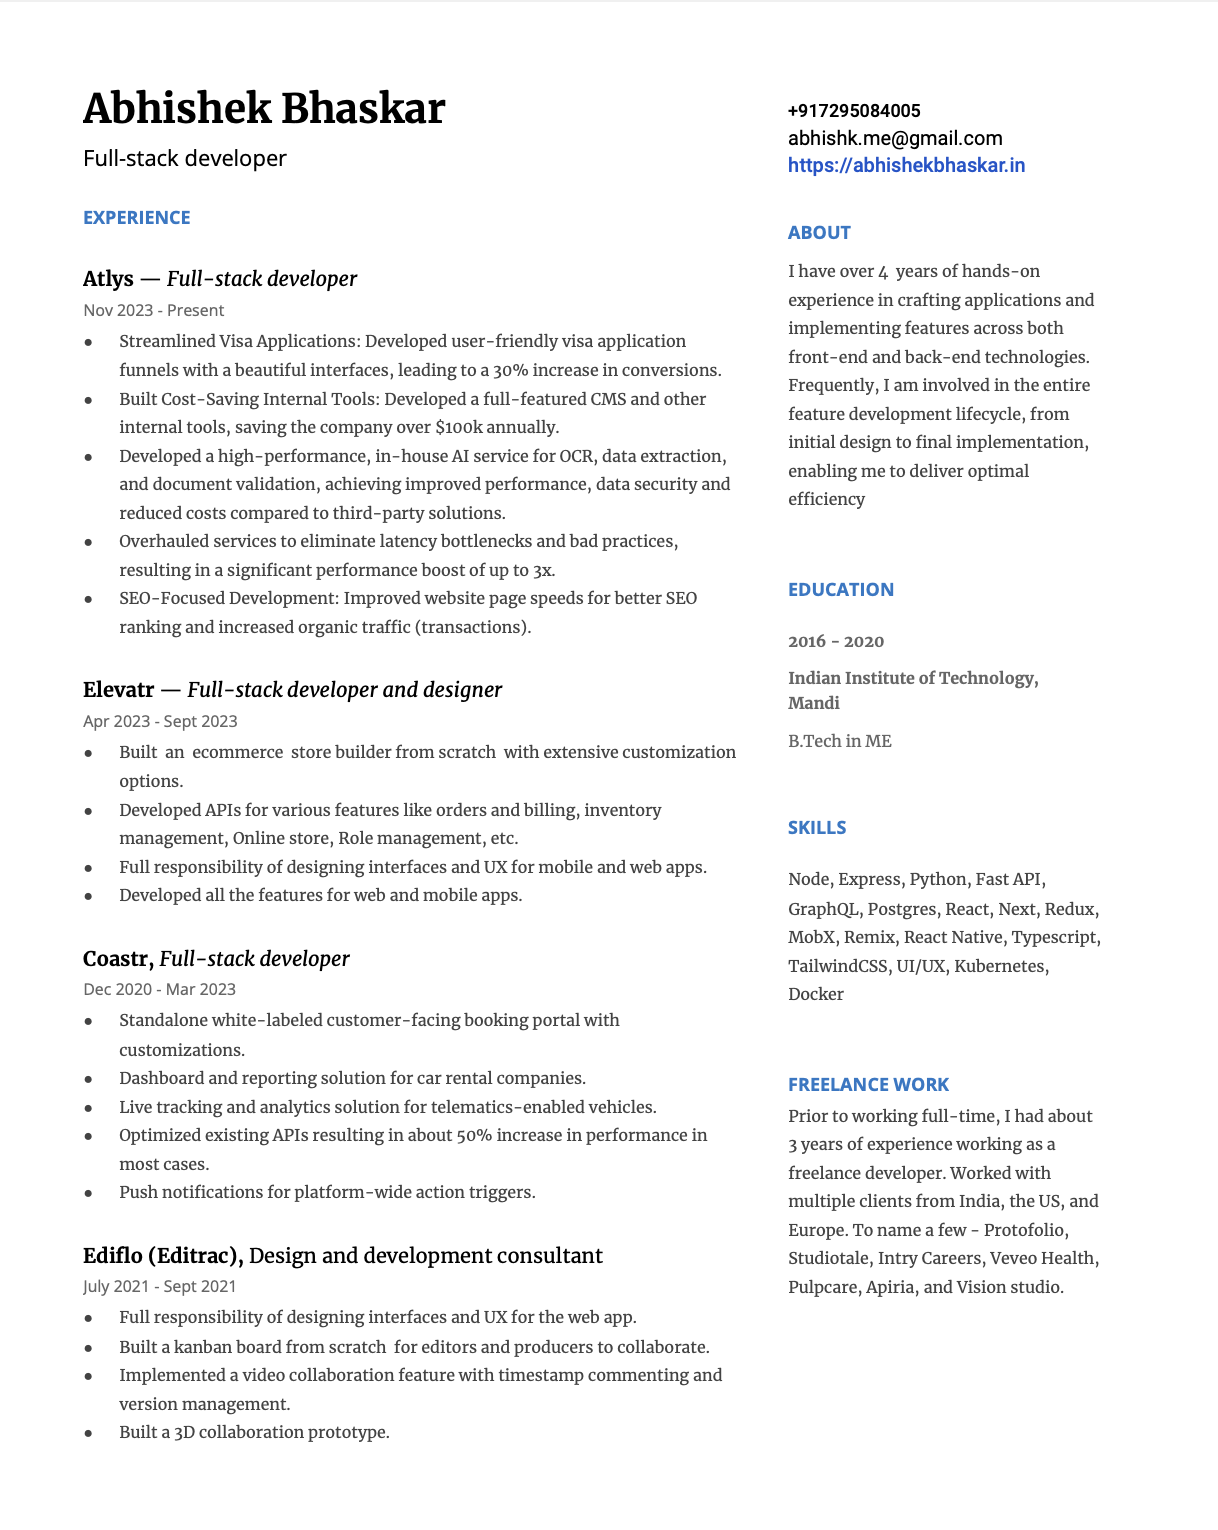 Abhishek Bhaskar
Full-stack developer
EXPERIENCE
Atlys — Full-stack developer
Nov 2023 - Present
● Streamlined Visa Applications: Developed user-friendly visa application
funnels with a beautiful interfaces, leading to a 30% increase in conversions.
● Built Cost-Saving Internal Tools: Developed a full-featured CMS and other
internal tools, saving the company over $100k annually.
● Developed a high-performance, in-house AI service for OCR, data extraction,
and document validation, achieving improved performance, data security and
reduced costs compared to third-party solutions.
● Overhauled services to eliminate latency bottlenecks and bad practices,
resulting in a significant performance boost of up to 3x.
● SEO-Focused Development: Improved website page speeds for better SEO
ranking and increased organic traffic (transactions).
Elevatr — Full-stack developer and designer
Apr 2023 - Sept 2023
● Built an ecommerce store builder from scratch with extensive customization
options.
● Developed APIs for various features like orders and billing, inventory
management, Online store, Role management, etc.
● Full responsibility of designing interfaces and UX for mobile and web apps.
● Developed all the features for web and mobile apps.
Coastr, Full-stack developer
Dec 2020 - Mar 2023
● Standalone white-labeled customer-facing booking portal with
customizations.
● Dashboard and reporting solution for car rental companies.
● Live tracking and analytics solution for telematics-enabled vehicles.
● Optimized existing APIs resulting in about 50% increase in performance in
most cases.
● Push notifications for platform-wide action triggers.
Ediflo (Editrac), Design and development consultant
July 2021 - Sept 2021
● Full responsibility of designing interfaces and UX for the web app.
● Built a kanban board from scratch for editors and producers to collaborate.
● Implemented a video collaboration feature with timestamp commenting and
version management.
● Built a 3D collaboration prototype.
+917295084005
abhishk.me@gmail.com
https://abhishekbhaskar.in
ABOUT
I have over 4 years of hands-on
experience in crafting applications and
implementing features across both
front-end and back-end technologies.
Frequently, I am involved in the entire
feature development lifecycle, from
initial design to final implementation,
enabling me to deliver optimal
efficiency
EDUCATION
2016 - 2020
Indian Institute of Technology,
Mandi
B.Tech in ME
SKILLS
Node, Express, Python, Fast API,
GraphQL, Postgres, React, Next, Redux,
MobX, Remix, React Native, Typescript,
TailwindCSS, UI/UX, Kubernetes,
Docker
FREELANCE WORK
Prior to working full-time, I had about
3 years of experience working as a
freelance developer. Worked with
multiple clients from India, the US, and
Europe. To name a few - Protofolio,
Studiotale, Intry Careers, Veveo Health,
Pulpcare, Apiria, and Vision studio.